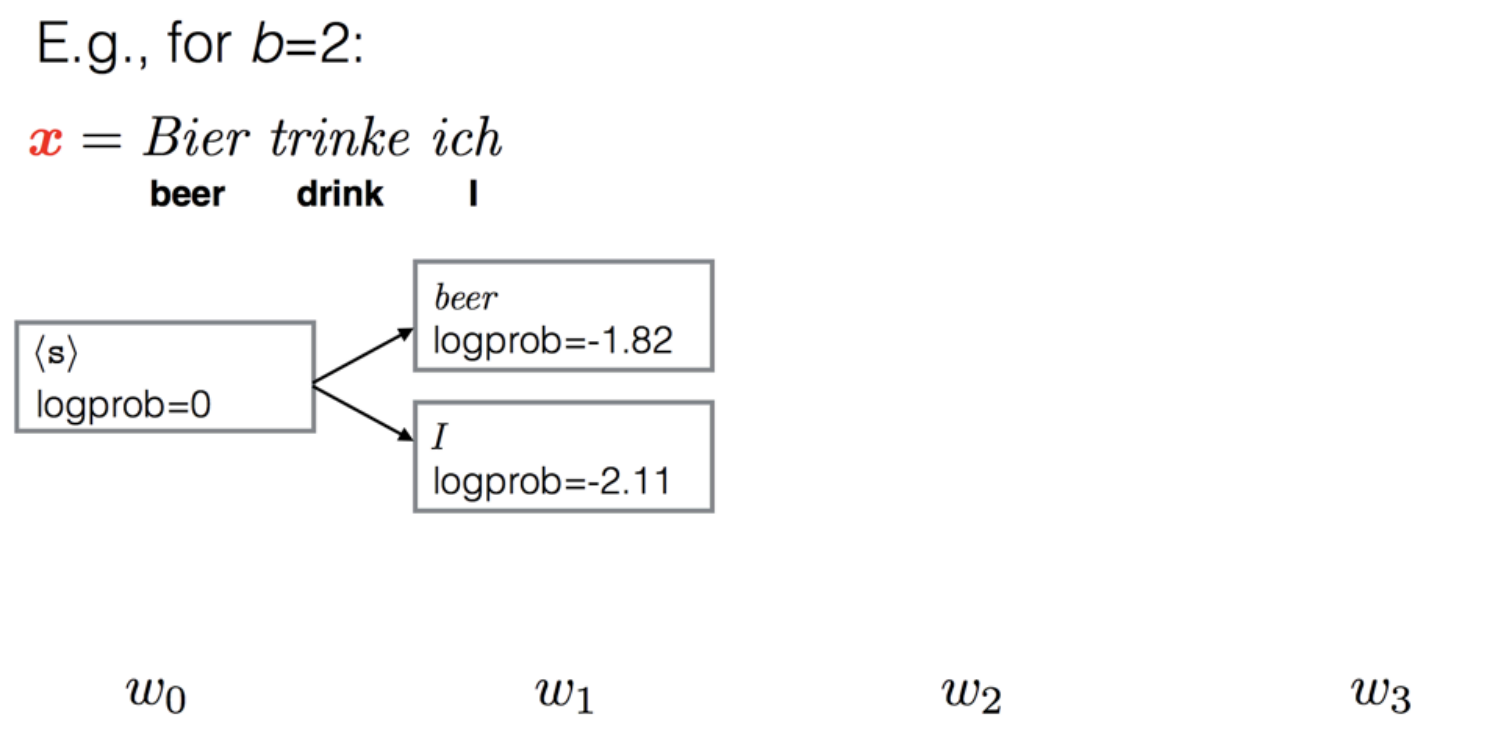 E.g., for b=2:
x = Bier trinke ich
beer drink I
⟨s⟩
logprob=0
beer
logprob=-1.82
I
logprob=-2.11
w₀ w₁ w₂ w₃